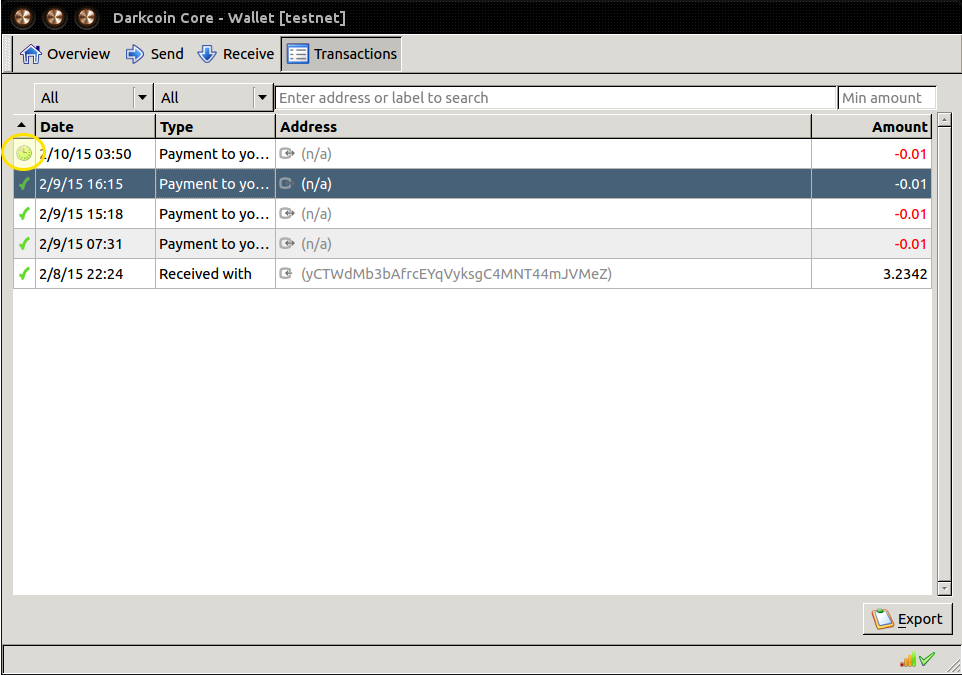 Darkcoin Core - Wallet [testnet]
Overview Send Receive Transactions
All All Enter address or label to search Min amount
Date Type Address Amount
2/10/15 03:50 Payment to yo... (n/a) -0.01
2/9/15 16:15 Payment to yo... (n/a) -0.01
2/9/15 15:18 Payment to yo... (n/a) -0.01
2/9/15 07:31 Payment to yo... (n/a) -0.01
2/8/15 22:24 Received with (yCTWdMb3bAfrcEYqVyksgC4MNT44mJVMeZ) 3.2342
Export